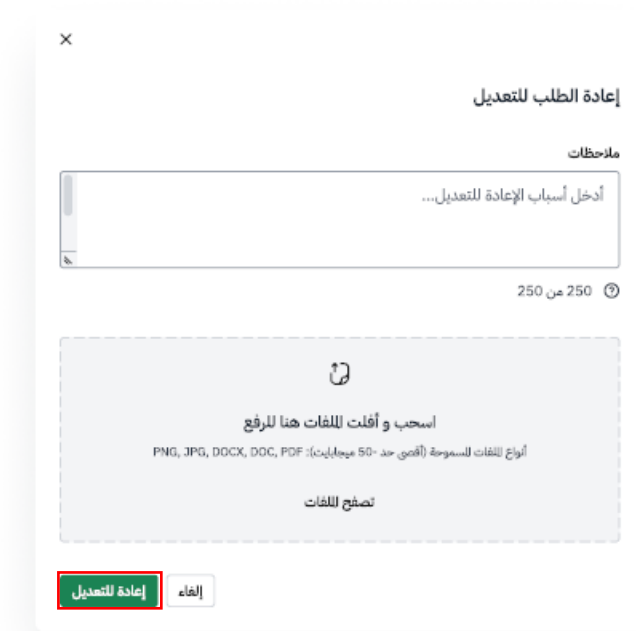 إعادة الطلب للتعديل
ملاحظات
أدخل أسباب الإعادة للتعديل...
250 من 250
اسحب و أفلت الملفات هنا للرفع
أنواع الملفات المسموحة (أقصى حد -50 ميجابايت): PNG, JPG, DOCX, DOC, PDF
تصفح الملفات
إلغاء
إعادة للتعديل